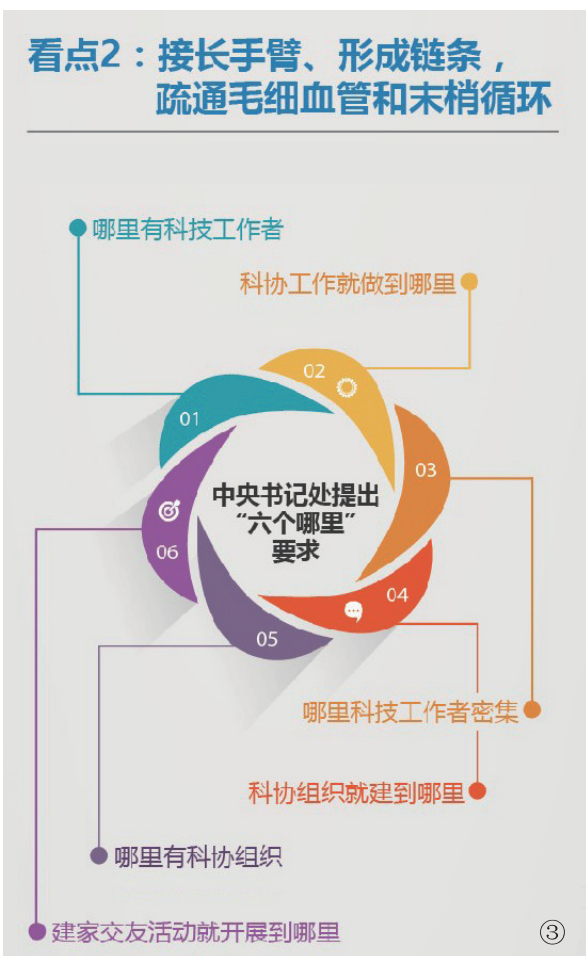 看点2：接长手臂、形成链条，
疏通毛细血管和末梢循环
哪里有科技工作者
科协工作就做到哪里
01
02
03
04
05
06
中央书记处提出
“六个哪里”
要求
哪里科技工作者密集
科协组织就建到哪里
哪里有科协组织
建家交友活动就开展到哪里
③